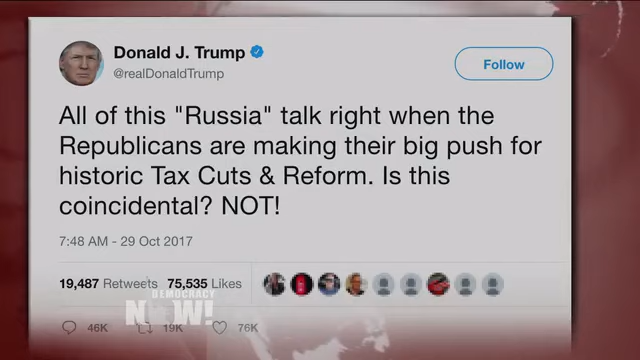 Donald J. Trump
@realDonaldTrump
Follow
All of this "Russia" talk right when the
Republicans are making their big push for
historic Tax Cuts & Reform. Is this
coincidental? NOT!
7:48 AM - 29 Oct 2017
19,487 Retweets 75,535 Likes
DEMOCRACY
NOW!
46K 19K 76K